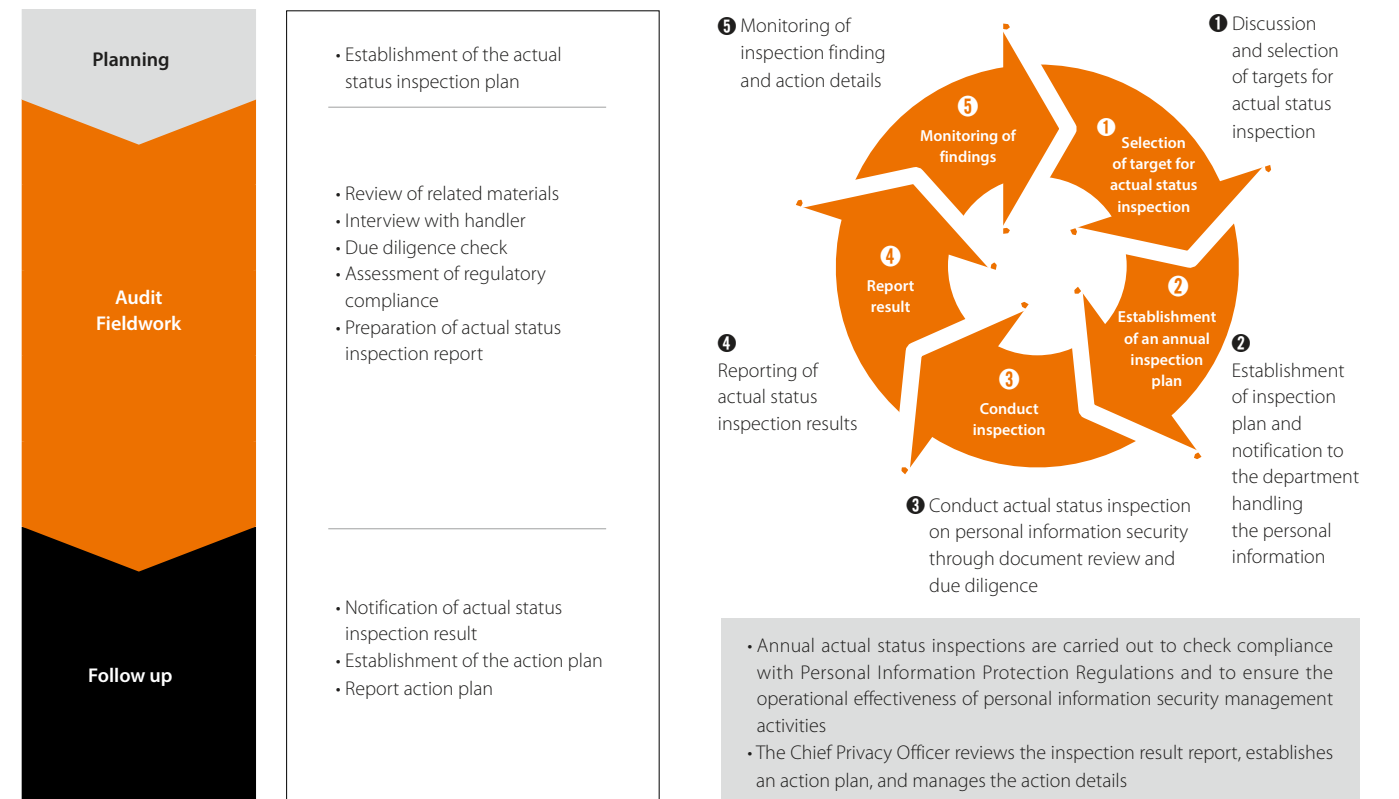 Planning
• Establishment of the actual
status inspection plan
Audit
Fieldwork
• Review of related materials
• Interview with handler
• Due diligence check
• Assessment of regulatory
compliance
• Preparation of actual status
inspection report
Follow up
• Notification of actual status
inspection result
• Establishment of the action plan
• Report action plan
❺ Monitoring of
inspection finding
and action details
❶ Discussion
and selection
of targets for
actual status
inspection
❺
Monitoring of
findings
❶
Selection
of target for
actual status
inspection
❹
Report
result
❷
Establishment
of an annual
inspection
plan
❸
Conduct
inspection
❹
Reporting of
actual status
inspection results
❷
Establishment
of inspection
plan and
notification to
the department
handling
the personal
information
❸ Conduct actual status inspection
on personal information security
through document review and
due diligence
• Annual actual status inspections are carried out to check compliance
with Personal Information Protection Regulations and to ensure the
operational effectiveness of personal information security management
activities
• The Chief Privacy Officer reviews the inspection result report, establishes
an action plan, and manages the action details